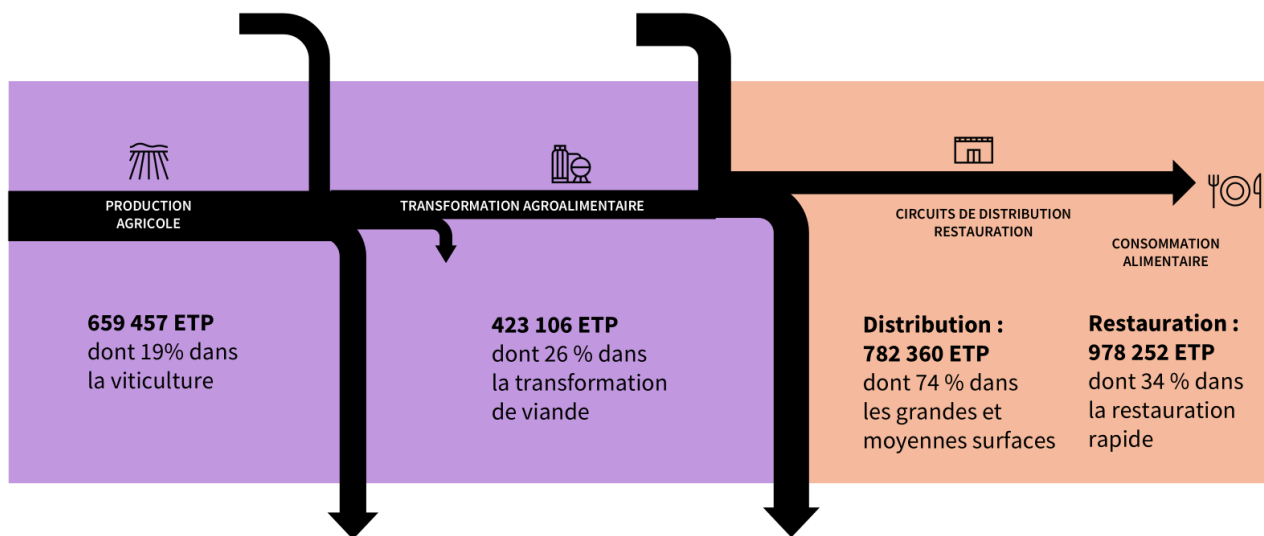 PRODUCTION
AGRICOLE
TRANSFORMATION AGROALIMENTAIRE
CIRCUITS DE DISTRIBUTION
RESTAURATION
CONSOMMATION
ALIMENTAIRE
659 457 ETP
dont 19% dans
la viticulture
423 106 ETP
dont 26 % dans
la transformation
de viande
Distribution :
782 360 ETP
dont 74 % dans
les grandes et
moyennes surfaces
Restauration :
978 252 ETP
dont 34 % dans
la restauration
rapide